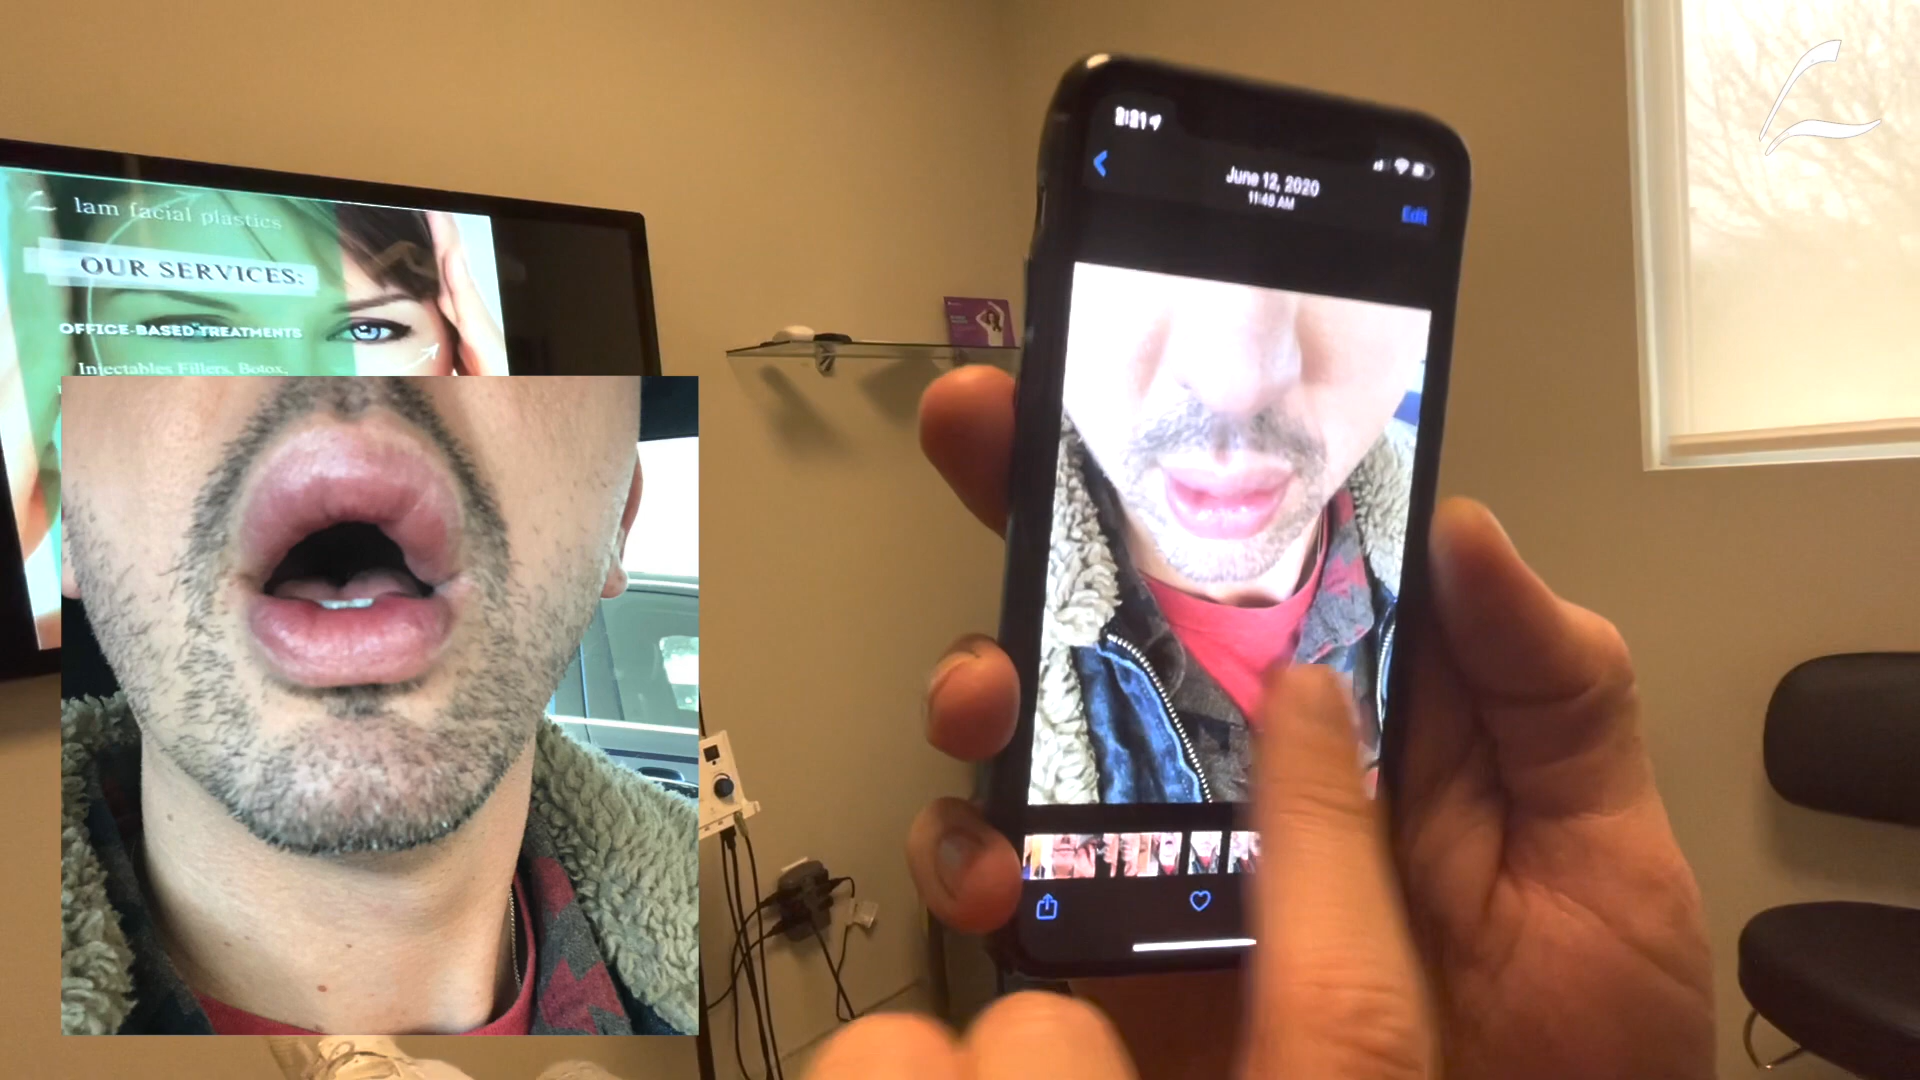 lam facial plastics
OUR SERVICES:
OFFICE-BASED TREATMENTS
Injectables Fillers, Botox,
June 12, 2020
11:48 AM
Edit